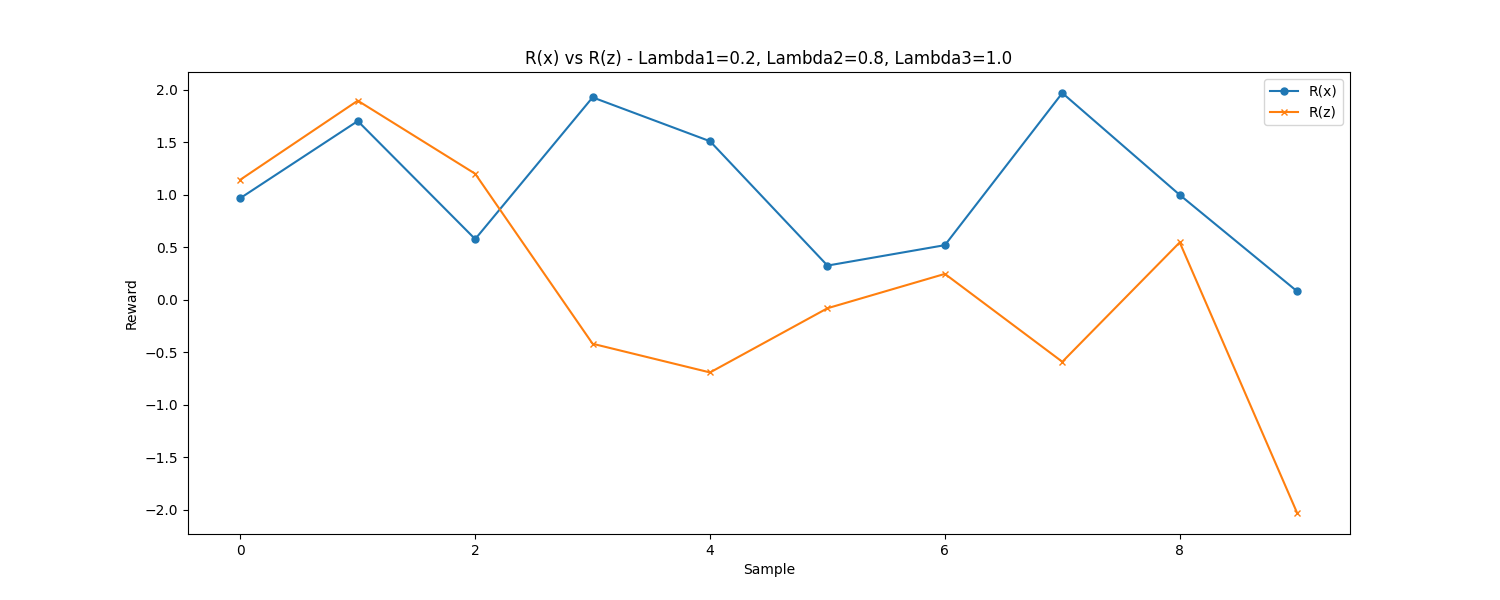 R(x) vs R(z) - Lambda1=0.2, Lambda2=0.8, Lambda3=1.0
R(x)
R(z)
2.0
1.5
1.0
0.5
0.0
−0.5
−1.0
−1.5
−2.0
Reward
0 2 4 6 8
Sample